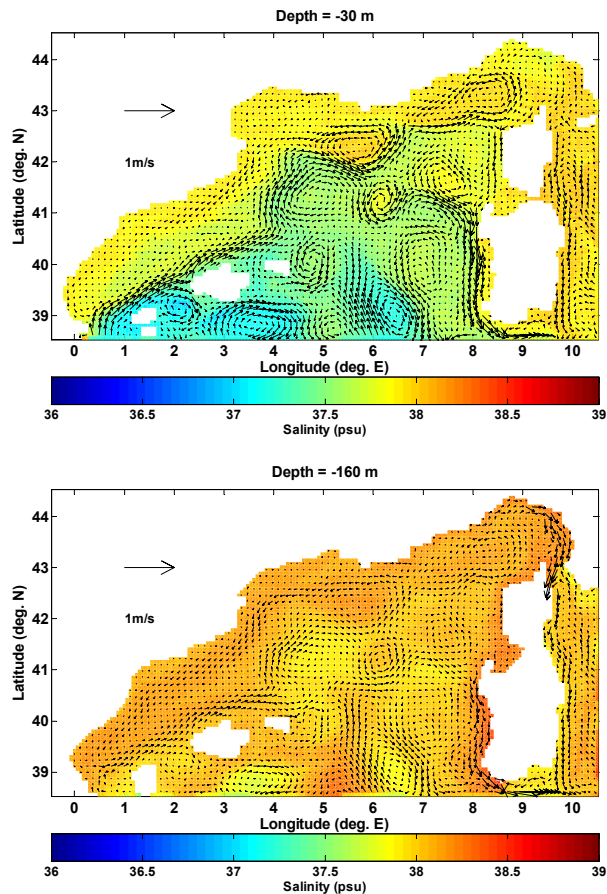 Depth = -30 m
44
43
42
41
40
39
Latitude (deg. N)
1m/s
0 1 2 3 4 5 6 7 8 9 10
Longitude (deg. E)
36 36.5 37 37.5 38 38.5 39
Salinity (psu)
Depth = -160 m
44
43
42
41
40
39
Latitude (deg. N)
1m/s
0 1 2 3 4 5 6 7 8 9 10
Longitude (deg. E)
36 36.5 37 37.5 38 38.5 39
Salinity (psu)